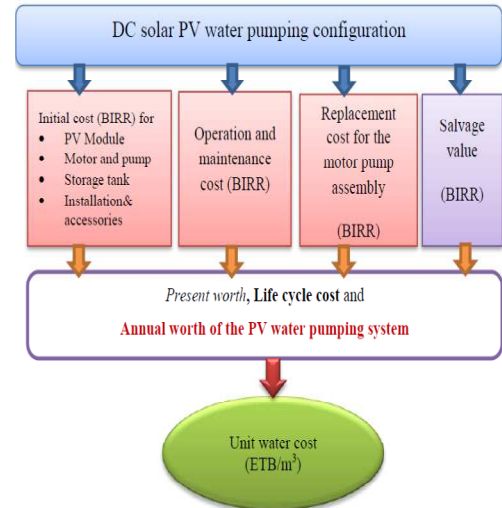 DC solar PV water pumping configuration
Initial cost (BIRR) for
• PV Module
• Motor and pump
• Storage tank
• Installation&
accessories
Operation and
maintenance
cost (BIRR)
Replacement
cost for the
motor pump
assembly
(BIRR)
Salvage
value
(BIRR)
Present worth, Life cycle cost and
Annual worth of the PV water pumping system
Unit water cost
(ETB/m³)